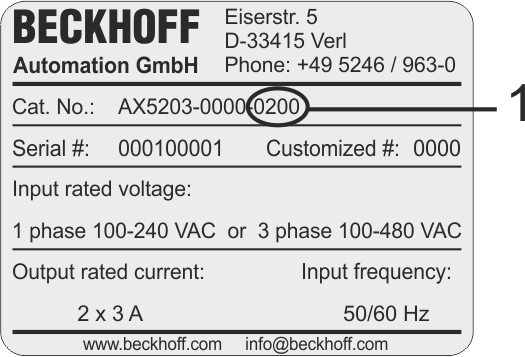 BECKHOFF
Automation GmbH
Eiserstr. 5
D-33415 Verl
Phone: +49 5246 / 963-0
Cat. No.: AX5203-0000-0200
1
Serial #: 000100001 Customized #: 0000
Input rated voltage:
1 phase 100-240 VAC or 3 phase 100-480 VAC
Output rated current: Input frequency:
2 x 3 A 50/60 Hz
www.beckhoff.com info@beckhoff.com